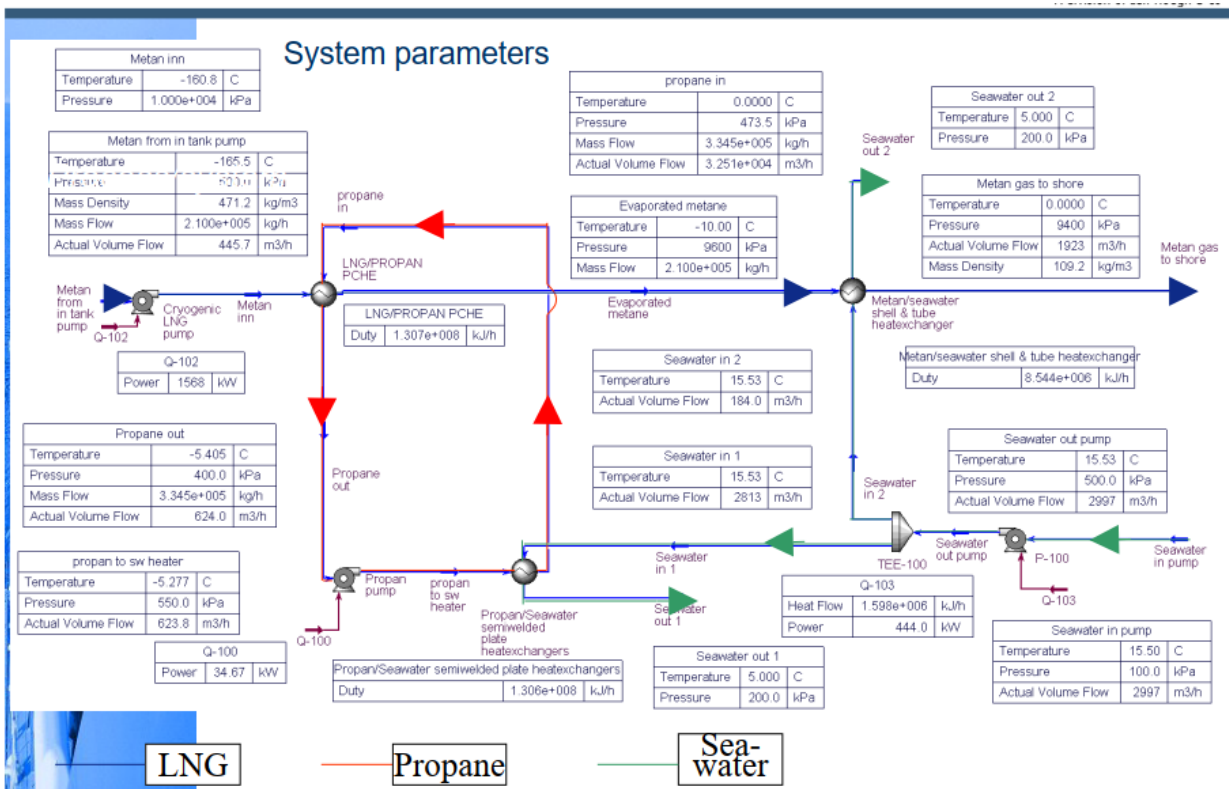 System parameters
Metan inn
Temperature -160.8 C
Pressure 1.000e+004 kPa
Metan from in tank pump
Temperature -165.5 C
Pressure kPa
Mass Density 471.2 kg/m3
Mass Flow 2.100e+005 kg/h
Actual Volume Flow 445.7 m3/h
propane in
Temperature 0.0000 C
Pressure 473.5 kPa
Mass Flow 3.345e+005 kg/h
Actual Volume Flow 3.251e+004 m3/h
Seawater out 2
Temperature 5.000 C
Pressure 200.0 kPa
Seawater
out 2
Metan gas to shore
Temperature 0.0000 C
Pressure 9400 kPa
Actual Volume Flow 1923 m3/h
Mass Density 109.2 kg/m3
propane
in
Evaporated metane
Temperature -10.00 C
Pressure 9600 kPa
Mass Flow 2.100e+005 kg/h
Metan gas
to shore
LNG/PROPAN
PCHE
Metan
from
in tank
pump
Cryogenic
LNG
pump
Metan
inn
Q-102
Evaporated
metane
Metan/seawater
shell & tube
heatexchanger
LNG/PROPAN PCHE
Duty 1.307e+008 kJ/h
Q-102
Power 1568 kW
Seawater in 2
Temperature 15.53 C
Actual Volume Flow 184.0 m3/h
Metan/seawater shell & tube heatexchanger
Duty 8.544e+006 kJ/h
Propane out
Temperature -5.405 C
Pressure 400.0 kPa
Mass Flow 3.345e+005 kg/h
Actual Volume Flow 624.0 m3/h
Propane
out
Seawater in 1
Temperature 15.53 C
Actual Volume Flow 2813 m3/h
Seawater
in 2
Seawater out pump
Temperature 15.53 C
Pressure 500.0 kPa
Actual Volume Flow 2997 m3/h
propan to sw heater
Temperature -5.277 C
Pressure 550.0 kPa
Actual Volume Flow 623.8 m3/h
Propan
pump
propan
to sw
heater
Q-100
Seawater
in 1
TEE-100
Seawater
out pump
P-100
Seawater
in pump
Q-103
Propan/Seawater
semiwelded
plate
heatexchangers
Seawater
out 1
Q-103
Heat Flow 1.598e+006 kJ/h
Power 444.0 kW
Q-100
Power 34.67 kW
Propan/Seawater semiwelded plate heatexchangers
Duty 1.306e+008 kJ/h
Seawater out 1
Temperature 5.000 C
Pressure 200.0 kPa
Seawater in pump
Temperature 15.50 C
Pressure 100.0 kPa
Actual Volume Flow 2997 m3/h
LNG
Propane
Sea-
water